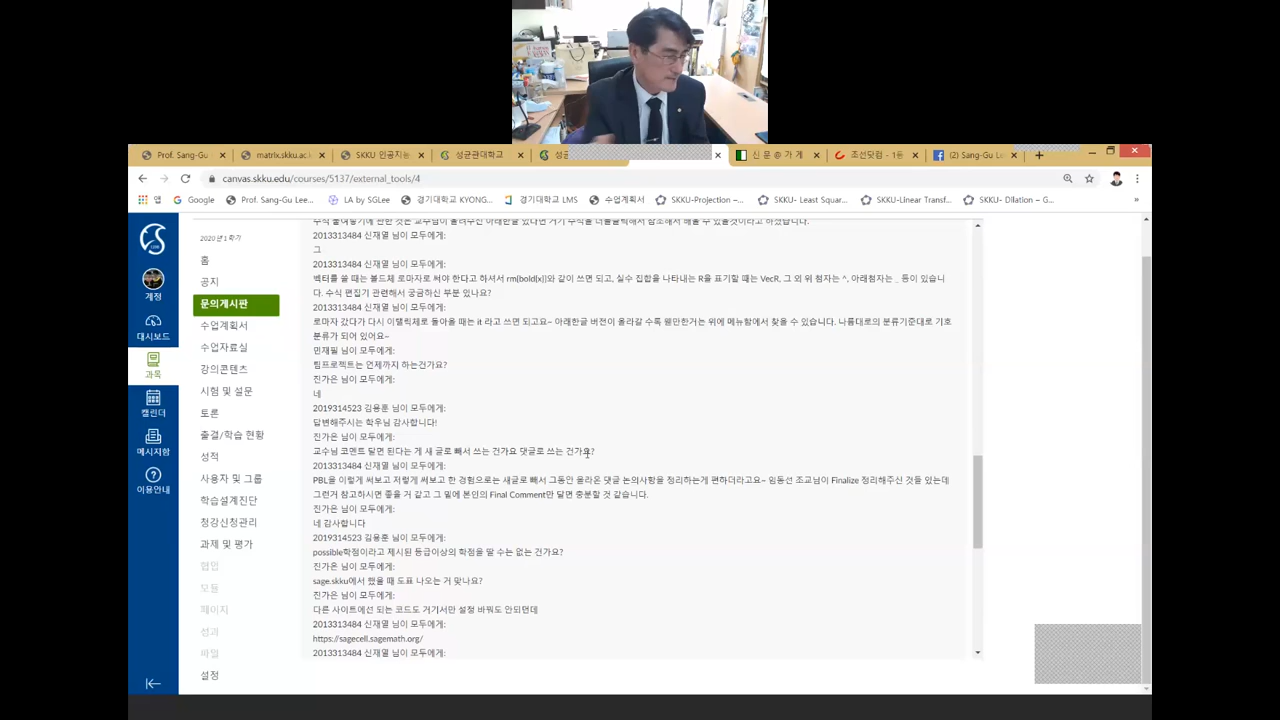 Prof. Sang-Gu
matrix.skku.ac.
SKKU 인공지능
성균관대학교
성균
신 문 @ 가 게
조선닷컴 - 1등
(2) Sang-Gu Le
canvas.skku.edu/courses/5137/external_tools/4
앱
Google
Prof. Sang-Gu Lee...
LA by SGLee
경기대학교 KYONG...
경기대학교 LMS
수업계획서
SKKU-Projection –...
SKKU- Least Squar...
SKKU-Linear Transf...
SKKU- Dilation – G...
»
계정
대시보드
과목
캘린더
메시지함
이용안내
2020년 1학기
홈
공지
문의게시판
수업계획서
수업자료실
강의콘텐츠
시험 및 설문
토론
출결/학습 현황
성적
사용자 및 그룹
학습설계진단
청강신청관리
과제 및 평가
협업
모듈
페이지
성과
파일
설정
2013313484 신재열 님이 모두에게:
그
2013313484 신재열 님이 모두에게:
벡터를 쓸 때는 볼드체 로마자로 써야 한다고 하셔서 rm{bold{x}}와 같이 쓰면 되고, 실수 집합을 나타내는 R을 표기할 때는 VecR, 그 외 위 첨자는 ^, 아래첨자는 _ 등이 있습니
다. 수식 편집기 관련해서 궁금하신 부분 있나요?
2013313484 신재열 님이 모두에게:
로마자 갔다가 다시 이탤릭체로 돌아올 때는 it 라고 쓰면 되고요~ 아래한글 버전이 올라갈 수록 웬만한거는 위에 메뉴함에서 찾을 수 있습니다. 나름대로의 분류기준대로 기호
분류가 되어 있어요~
민재필 님이 모두에게:
팀프로젝트는 언제까지 하는건가요?
진가은 님이 모두에게:
네
2019314523 김용훈 님이 모두에게:
답변해주시는 학우님 감사합니다!
진가은 님이 모두에게:
교수님 코멘트 달면 된다는 게 새 글로 빼서 쓰는 건가요 댓글로 쓰는 건가요?
2013313484 신재열 님이 모두에게:
PBL을 이렇게 써보고 저렇게 써보고 한 경험으로는 새글로 빼서 그동안 올라온 댓글 논의사항을 정리하는게 편하더라고요~ 임동선 조교님이 Finalize 정리해주신 것들 있는데
그런거 참고하시면 좋을 거 같고 그 밑에 본인의 Final Comment만 달면 충분할 것 같습니다.
진가은 님이 모두에게:
네 감사합니다
2019314523 김용훈 님이 모두에게:
possible학점이라고 제시된 등급이상의 학점을 딸 수는 없는 건가요?
진가은 님이 모두에게:
sage.skku에서 했을 때 도표 나오는 거 맞나요?
진가은 님이 모두에게:
다른 사이트에선 되는 코드도 거기서만 설정 바꿔도 안되던데
2013313484 신재열 님이 모두에게:
https://sagecell.sagemath.org/
2013313484 신재열 님이 모두에게: